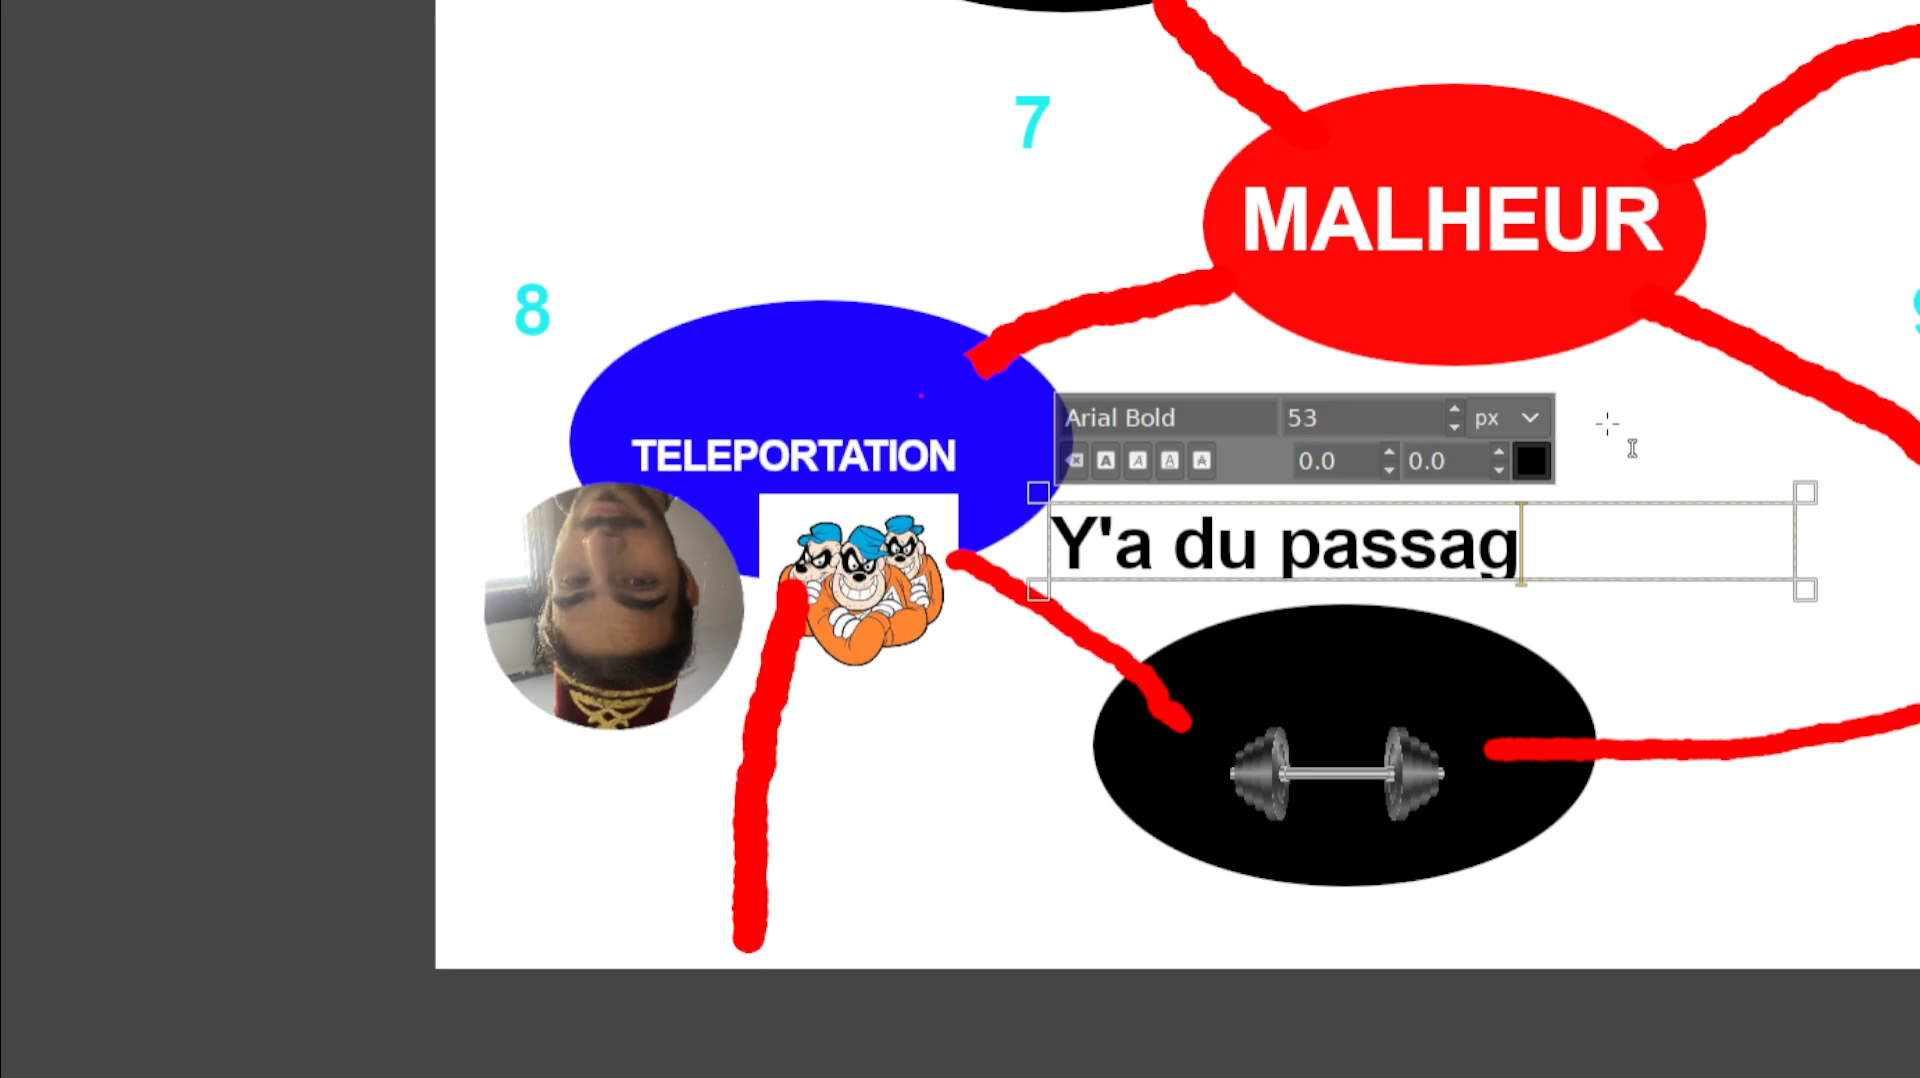 7
MALHEUR
8
Arial Bold 53 px
0.0 0.0
TELEPORTATION
Y'a du passag